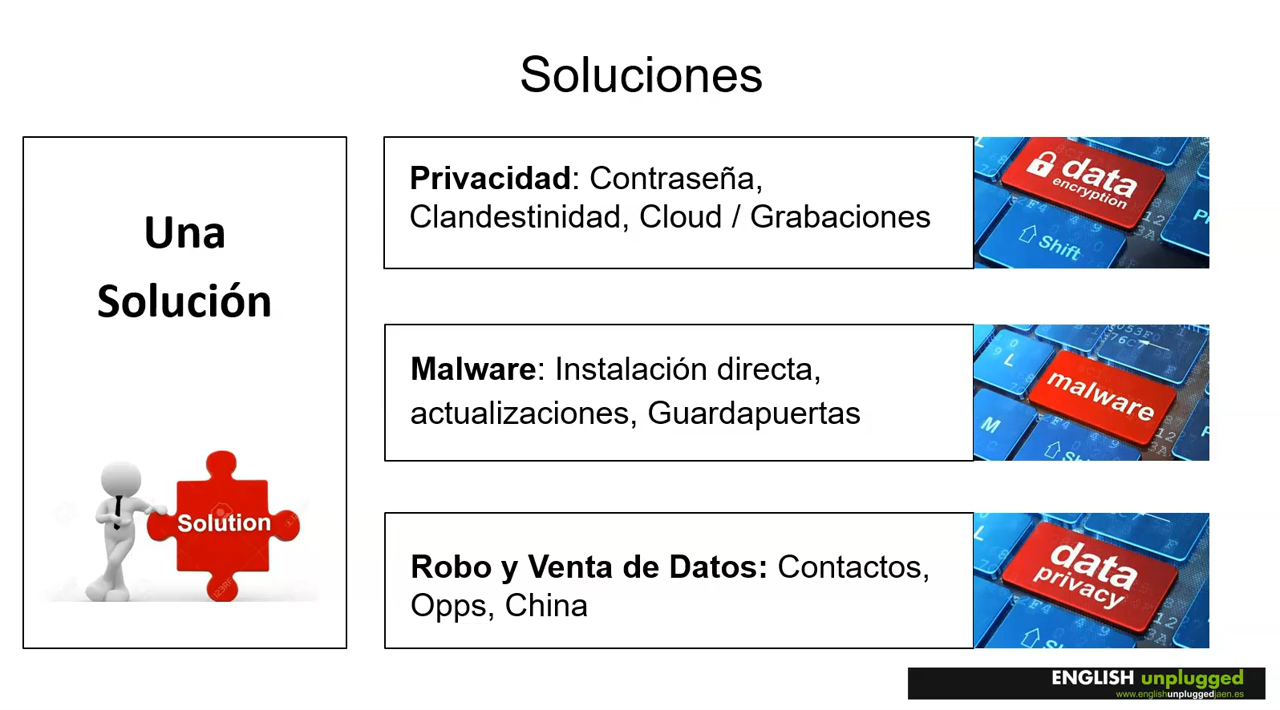 Soluciones
Una
Solución
Solution
Privacidad: Contraseña,
Clandestinidad, Cloud / Grabaciones
data
encryption
Shift
Malware: Instalación directa,
actualizaciones, Guardapuertas
L
malware
M
Robo y Venta de Datos: Contactos,
Opps, China
data
privacy
ENGLISH unplugged
www.englishunpluggedjaen.es